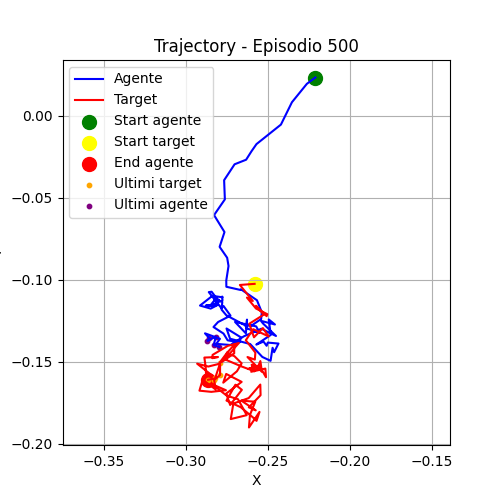 Trajectory - Episodio 500
Agente
Target
Start agente
Start target
End agente
Ultimi target
Ultimi agente
0.00
−0.05
−0.10
−0.15
−0.20
−0.35
−0.30
−0.25
−0.20
−0.15
X